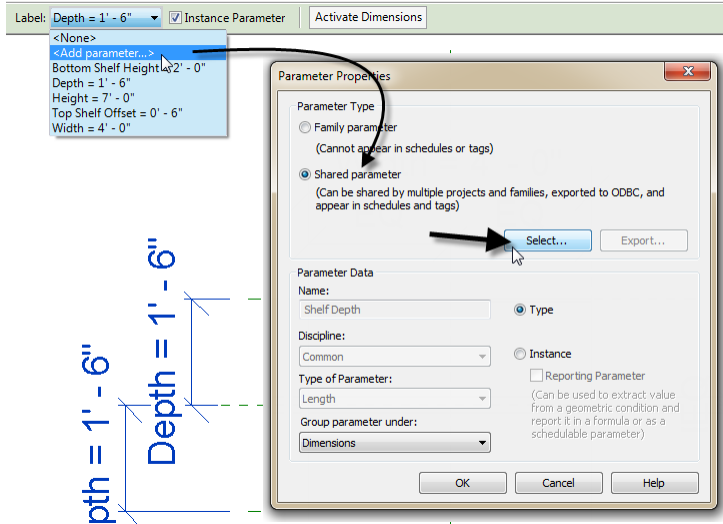 Label: Depth = 1' - 6" Instance Parameter Activate Dimensions
<None>
<Add parameter...>
Bottom Shelf Height = 2' - 0"
Depth = 1' - 6"
Height = 7' - 0"
Top Shelf Offset = 0' - 6"
Width = 4' - 0"
Parameter Properties
Parameter Type
Family parameter
(Cannot appear in schedules or tags)
Shared parameter
(Can be shared by multiple projects and families, exported to ODBC, and
appear in schedules and tags)
Select... Export...
Parameter Data
Name:
Shelf Depth
Type
Discipline:
Common
Instance
Reporting Parameter
Type of Parameter:
Length
(Can be used to extract value
from a geometric condition and
report it in a formula or as a
schedulable parameter)
Group parameter under:
Dimensions
OK Cancel Help
Depth = 1' - 6"
pth = 1' - 6"